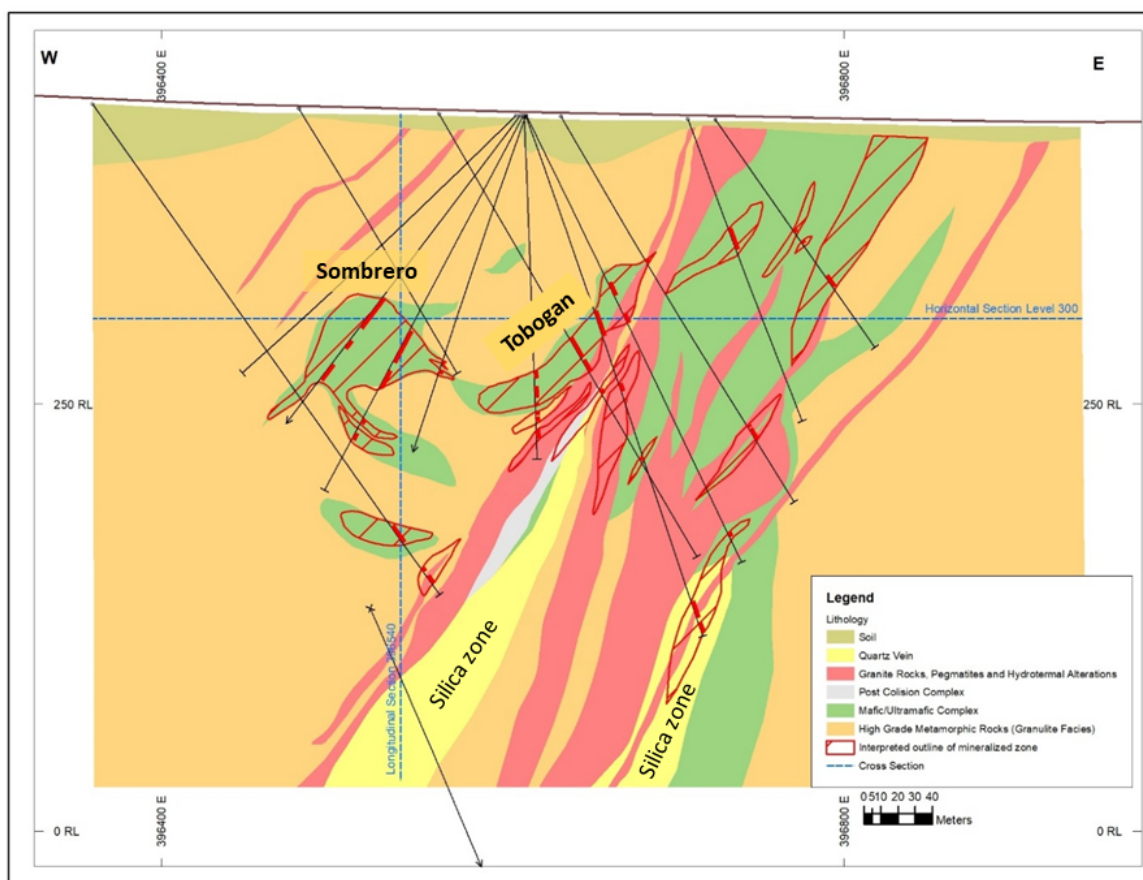 W
396400 E
396800 E
E
Sombrero
Tobogan
Horizontal Section Level 300
250 RL
250 RL
Longitudinal Section 396540
Silica zone
Silica zone
Legend
Lithology
Soil
Quartz Vein
Granite Rocks, Pegmatites and Hydrotermal Alterations
Post Colision Complex
Mafic/Ultramafic Complex
High Grade Metamorphic Rocks (Granulite Facies)
Interpreted outline of mineralized zone
Cross Section
0 5 10 20 30 40
Meters
0 RL
396400 E
396800 E
0 RL